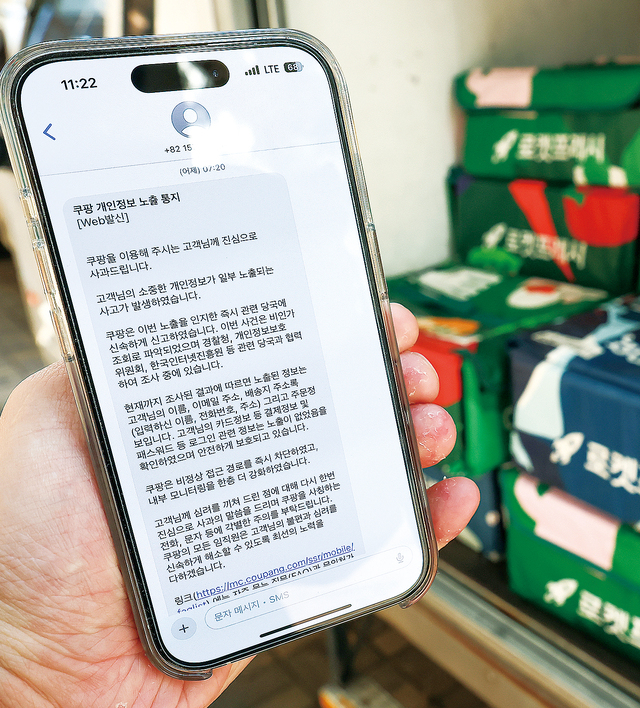 11:22
LTE 68
+82 15
(어제) 07:20
쿠팡 개인정보 노출 통지
[Web발신]
쿠팡을 이용해 주시는 고객님께 진심으로
사과드립니다.
고객님의 소중한 개인정보가 일부 노출되는
사고가 발생하였습니다.
쿠팡은 이번 노출을 인지한 즉시 관련 당국에
신속하게 신고하였습니다. 이번 사건은 비인가
조회로 파악되었으며 경찰청, 개인정보보호
위원회, 한국인터넷진흥원 등 관련 당국과 협력
하여 조사 중에 있습니다.
현재까지 조사된 결과에 따르면 노출된 정보는
고객님의 이름, 이메일 주소, 배송지 주소록
(입력하신 이름, 전화번호, 주소) 그리고 주문정
보입니다. 고객님의 카드정보 등 결제정보 및
패스워드 등 로그인 관련 정보는 노출이 없었음을
확인하였으며 안전하게 보호되고 있습니다.
쿠팡은 비정상 접근 경로를 즉시 차단하였고,
내부 모니터링을 한층 더 강화하였습니다.
고객님께 심려를 끼쳐 드린 점에 대해 다시 한번
진심으로 사과의 말씀을 드리며 쿠팡을 사칭하는
전화, 문자 등에 각별한 주의를 부탁드립니다.
쿠팡의 모든 임직원은 고객님의 불편과 심려를
신속하게 해소할 수 있도록 최선의 노력을
다하겠습니다.
링크(https://mc.coupang.com/ssr/mobile/
faqlist) 에는 자주 묻는 질문(FAQ)과 문의처가
문자 메시지 • SMS
로켓프레시
로켓프레시
로켓
로켓프